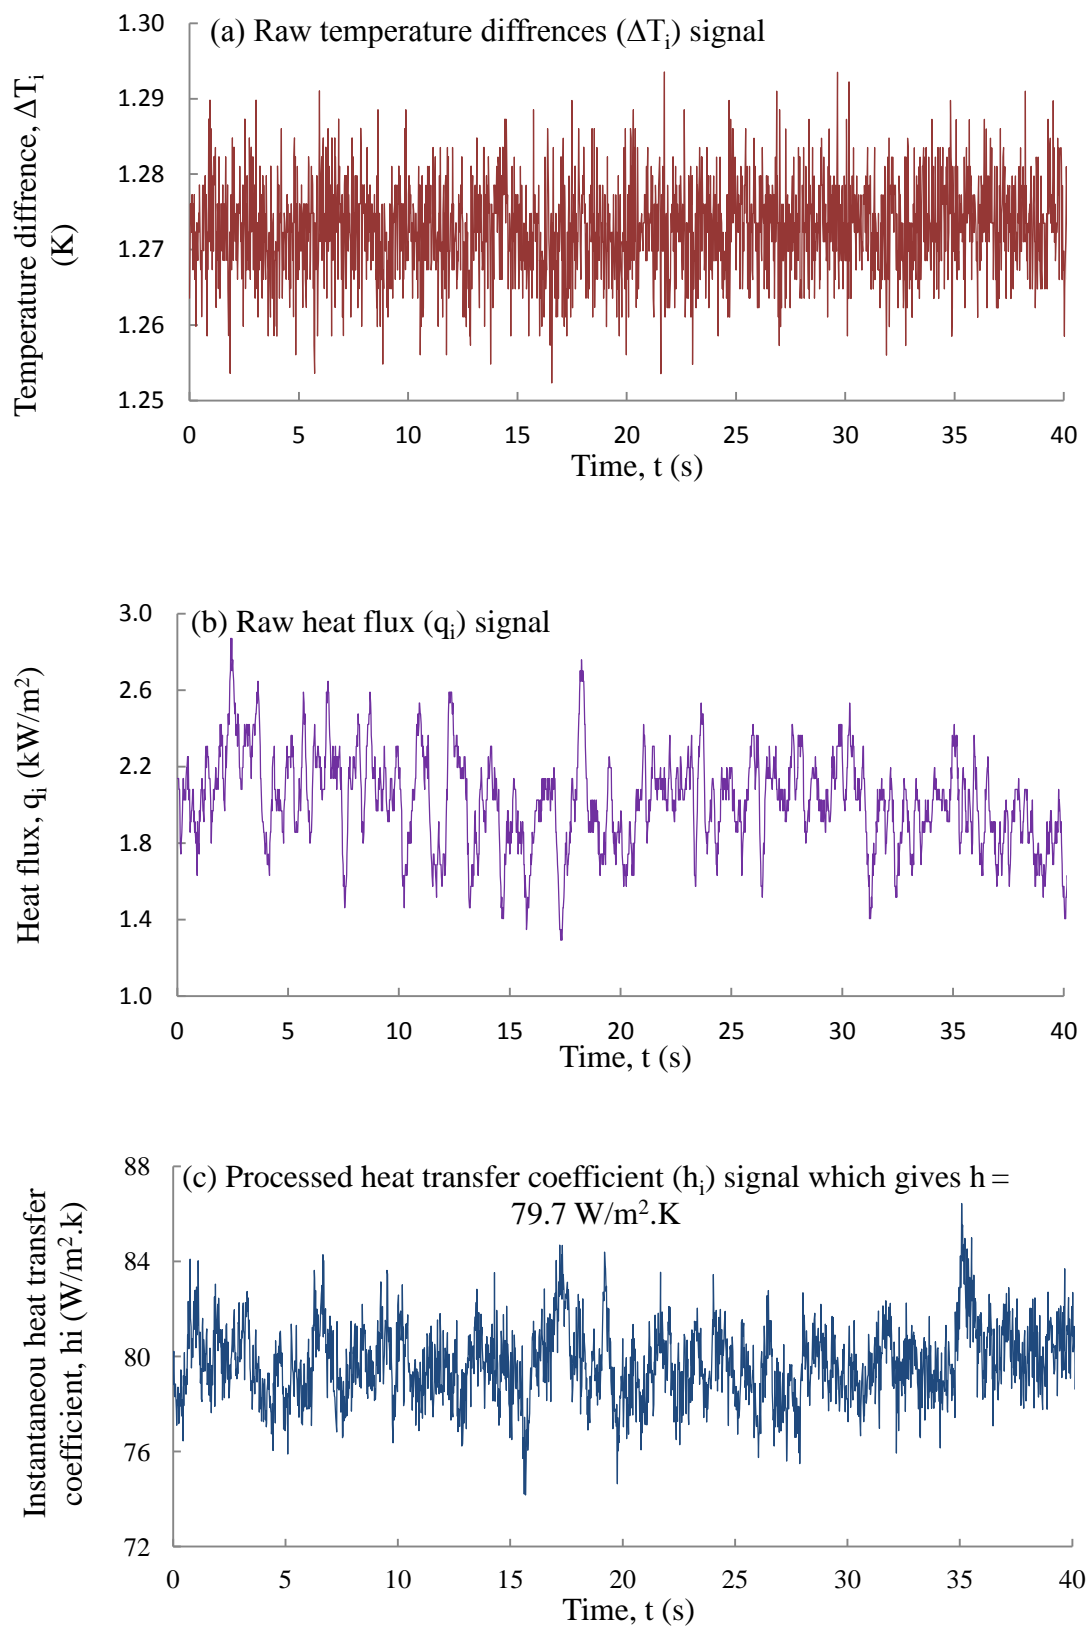 (a) Raw temperature diffrences (ΔTᵢ) signal
Temperature diffrence, ΔTᵢ
(K)
1.30
1.29
1.28
1.27
1.26
1.25
0 5 10 15 20 25 30 35 40
Time, t (s)
(b) Raw heat flux (qᵢ) signal
Heat flux, qᵢ (kW/m²)
3.0
2.6
2.2
1.8
1.4
1.0
0 5 10 15 20 25 30 35 40
Time, t (s)
(c) Processed heat transfer coefficient (hᵢ) signal which gives h =
79.7 W/m².K
Instantaneou heat transfer
coefficient, hi (W/m².k)
88
84
80
76
72
0 5 10 15 20 25 30 35 40
Time, t (s)